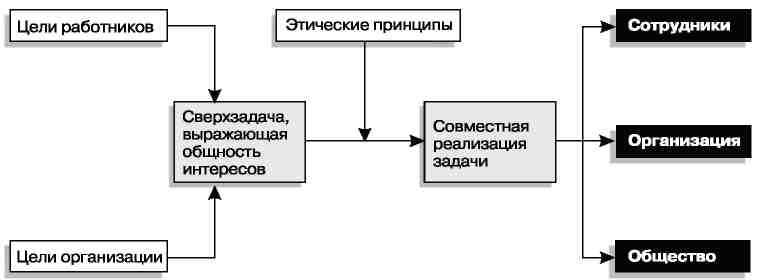 Цели работников
Этические принципы
Сотрудники
Сверхзадача,
выражающая
общность
интересов
Совместная
реализация
задачи
Организация
Цели организации
Общество